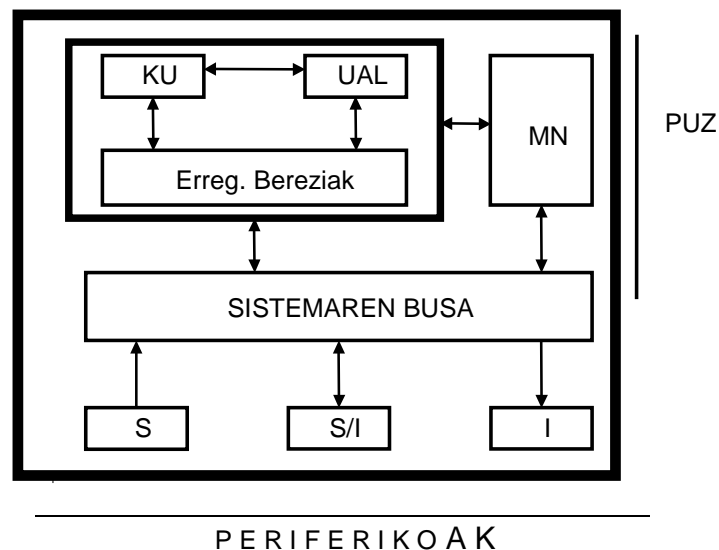 KU UAL
PUZ
MN
Erreg. Bereziak
SISTEMAREN BUSA
S S/I I
PERIFERIKOAK